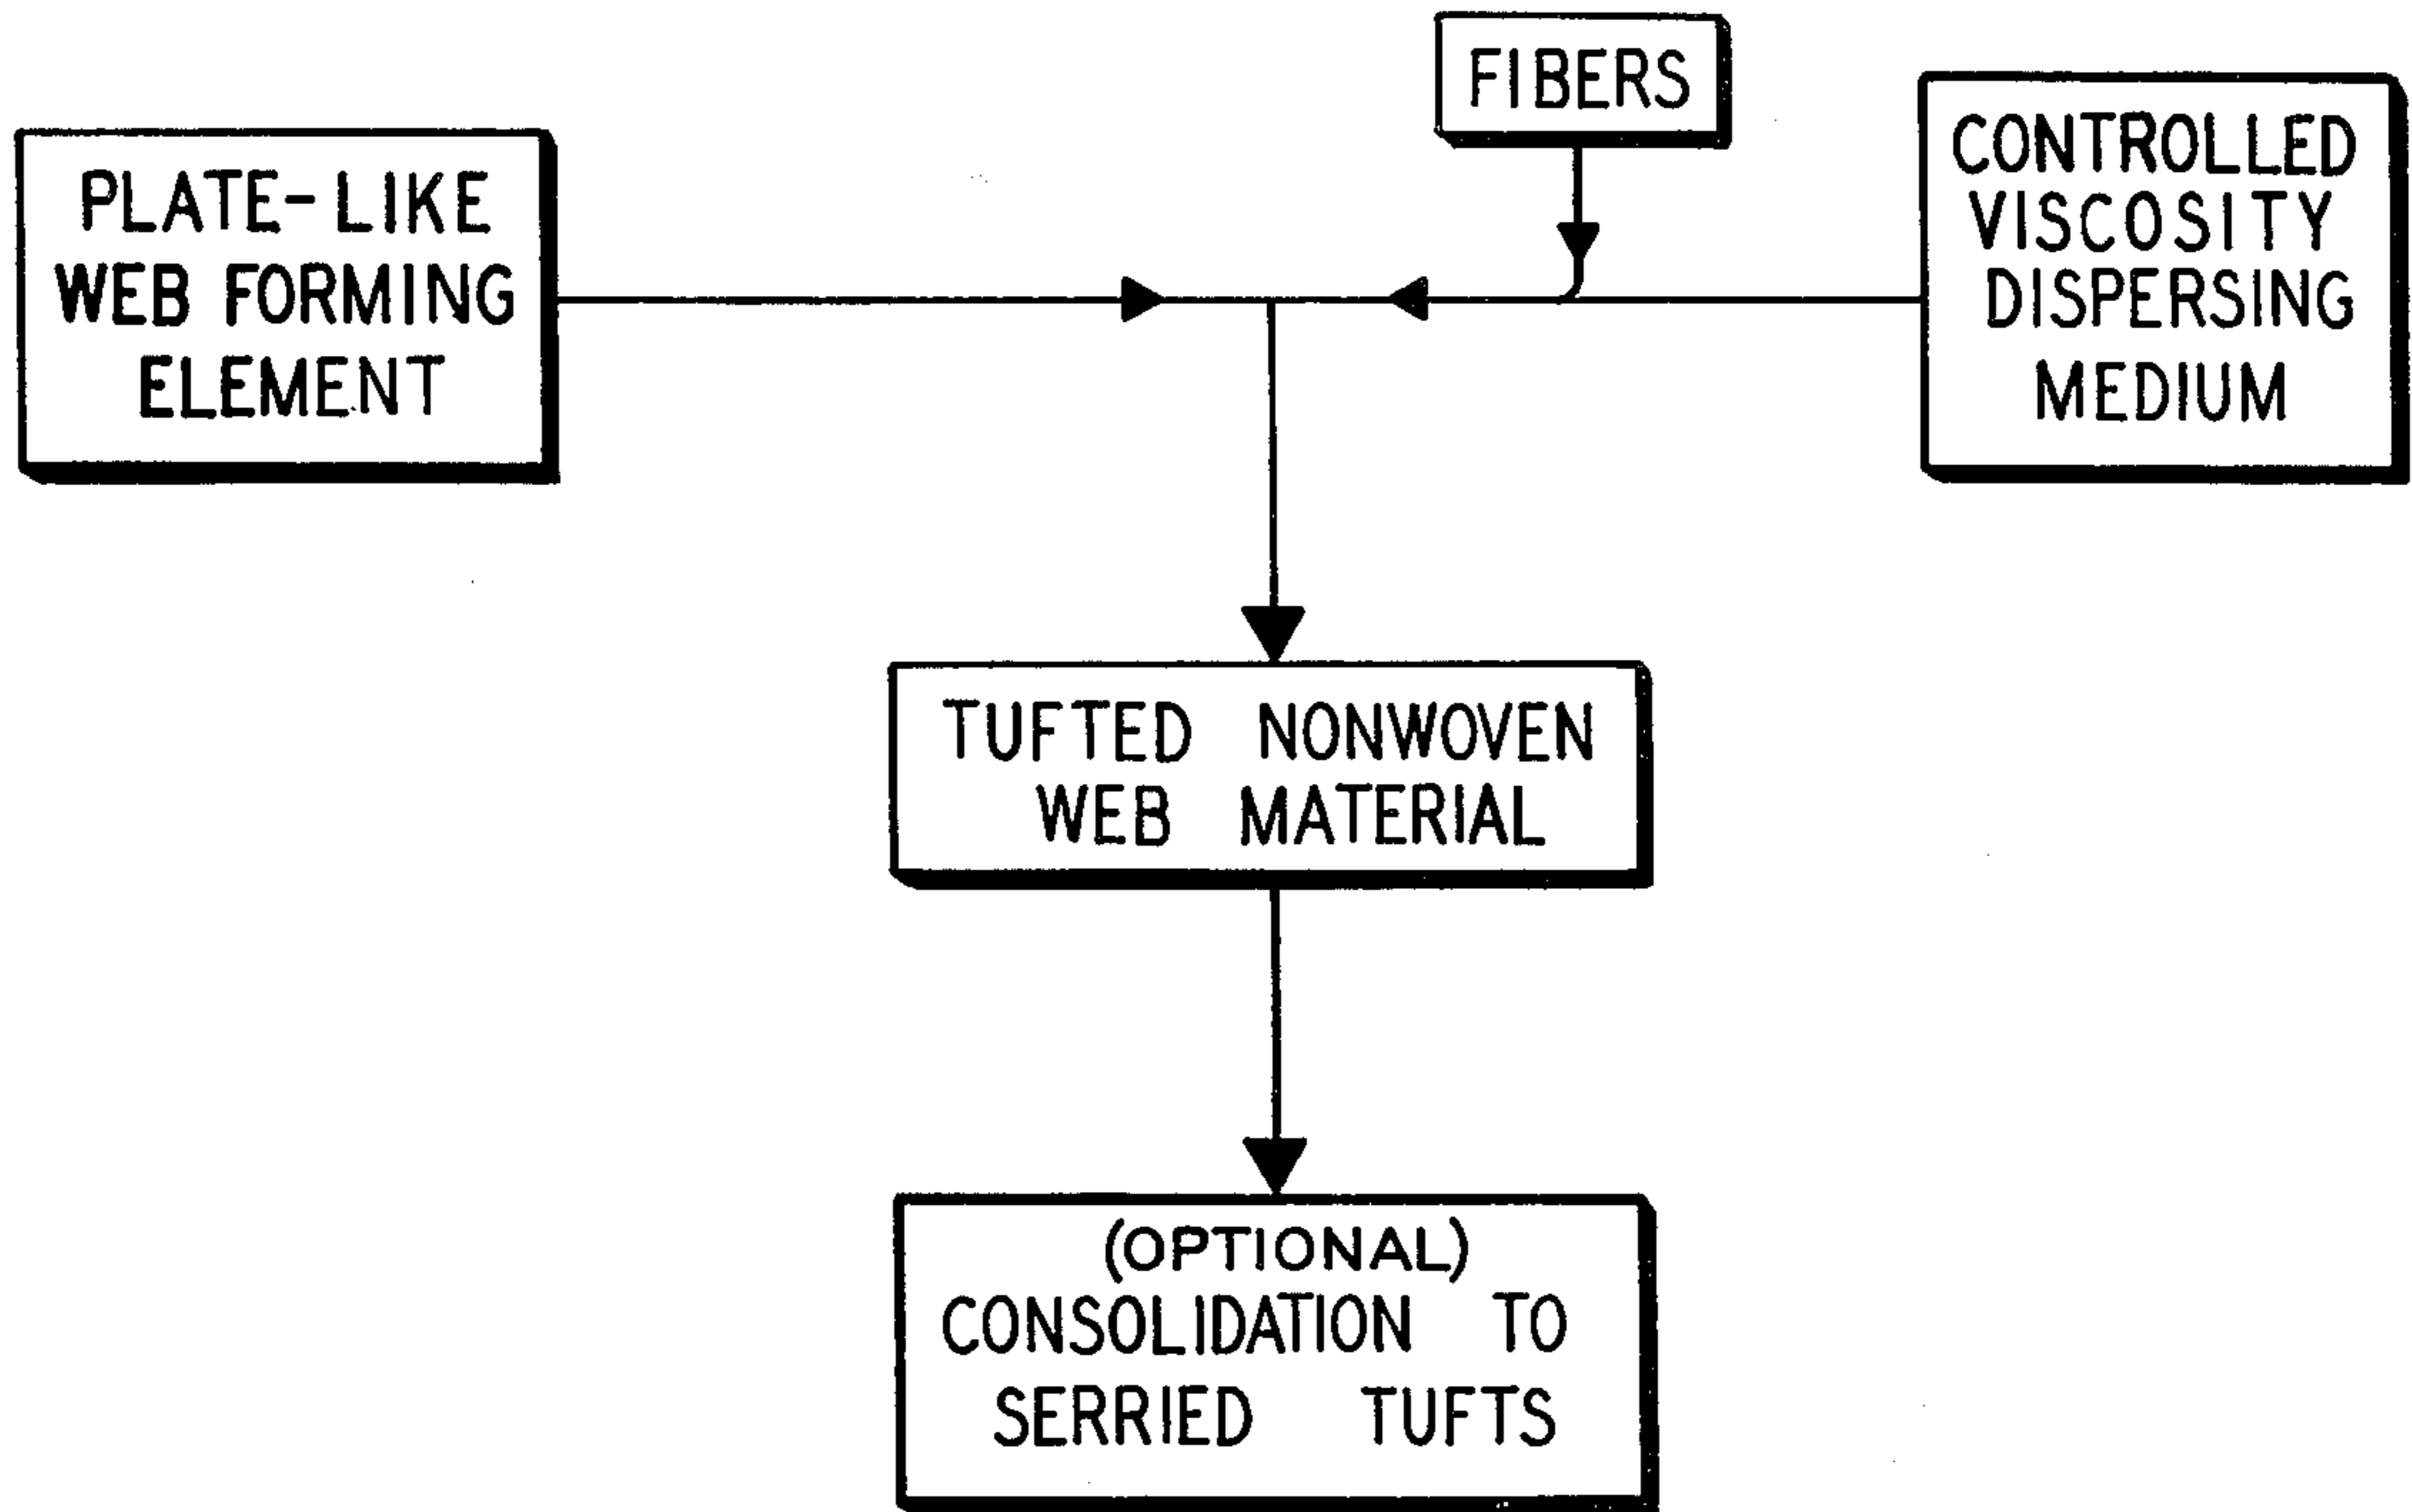 FIBERS
PLATE-LIKE
WEB FORMING
ELEMENT
CONTROLLED
VISCOSITY
DISPERSING
MEDIUM
TUFTED NONWOVEN
WEB MATERIAL
(OPTIONAL)
CONSOLIDATION TO
SERRIED TUFTS